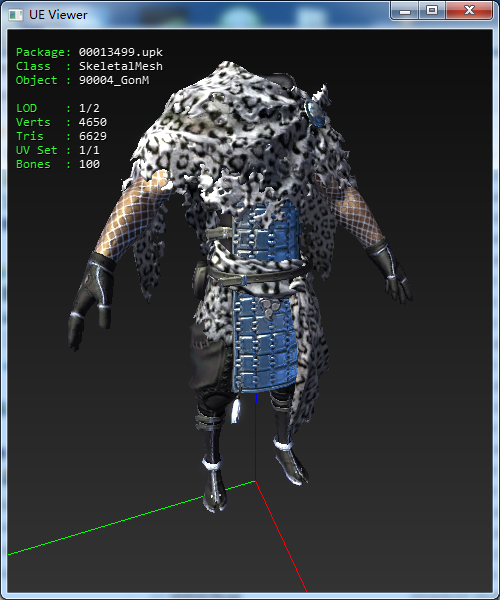 UE Viewer
Package: 00013499.upk
Class : SkeletalMesh
Object : 90004_GonM
LOD : 1/2
Verts : 4650
Tris : 6629
UV Set : 1/1
Bones : 100